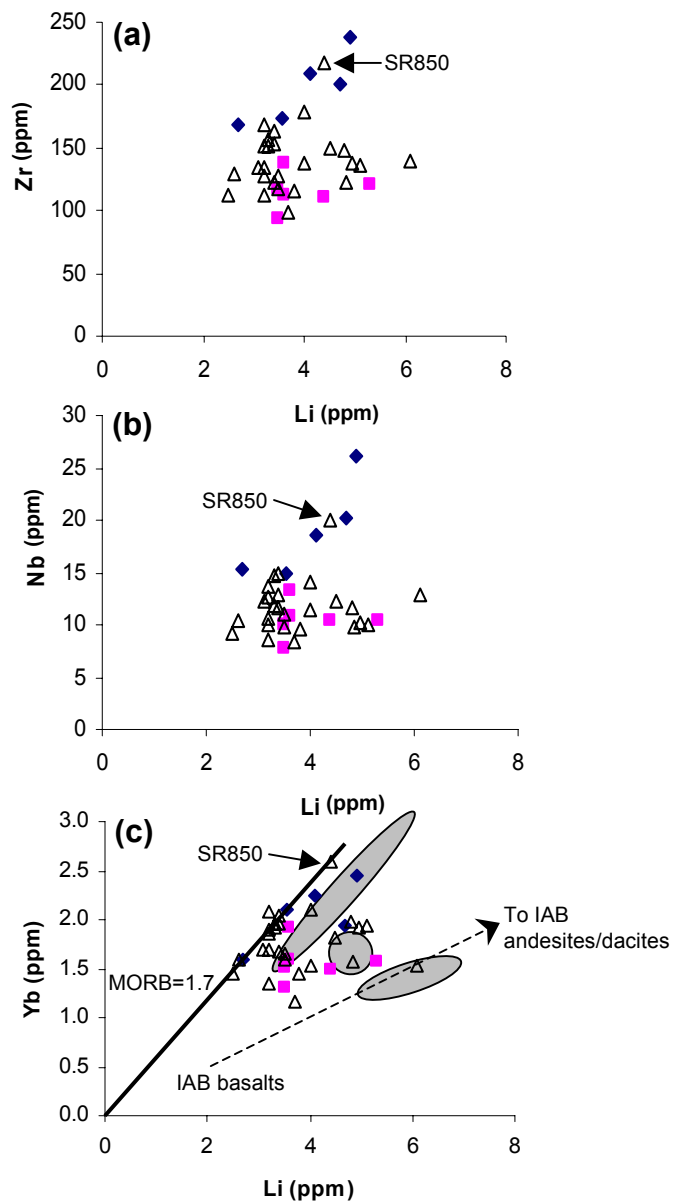 (a)
250
200
150
100
50
0
Zr (ppm)
SR850
0 2 4 6 8
Li (ppm)
(b)
30
25
20
15
10
5
0
Nb (ppm)
SR850
0 2 4 6 8
Li (ppm)
(c)
3.0
2.5
2.0
1.5
1.0
0.5
0.0
Yb (ppm)
SR850
To IAB
andesites/dacites
MORB=1.7
IAB basalts
0 2 4 6 8
Li (ppm)